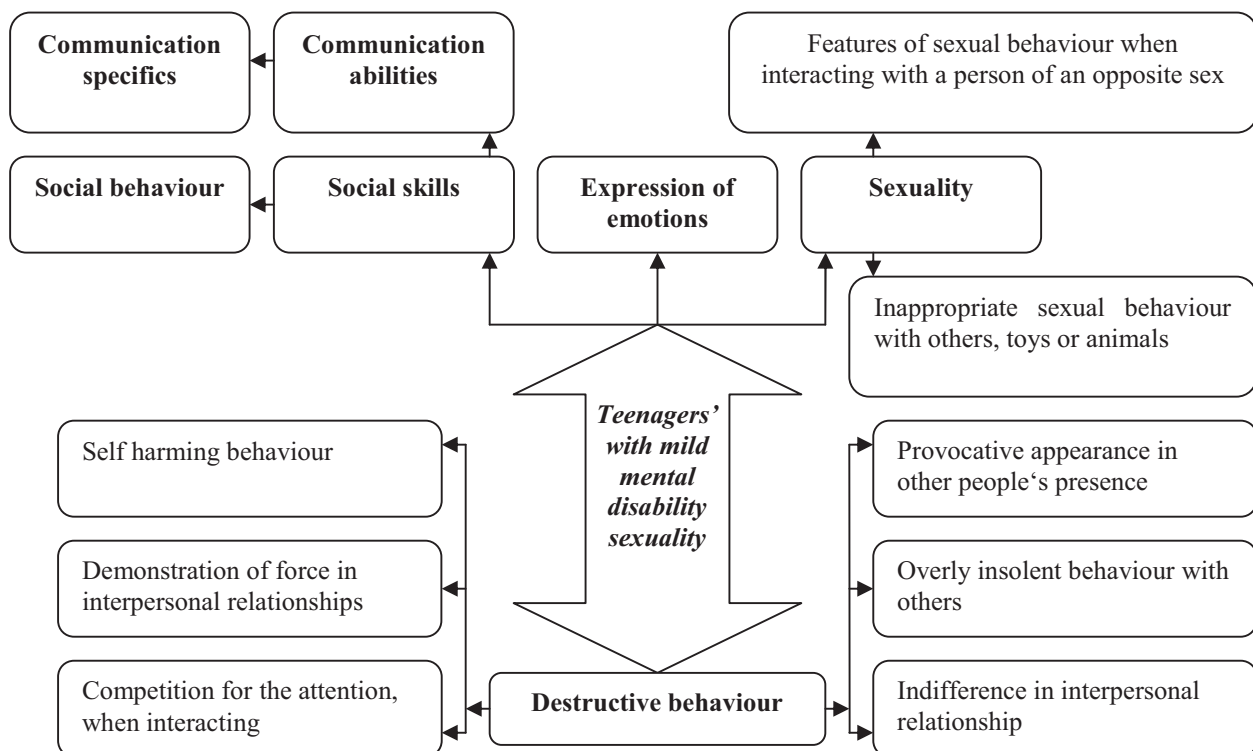 Communication
specifics
Communication
abilities
Features of sexual behaviour when
interacting with a person of an opposite sex
Social behaviour
Social skills
Expression of
emotions
Sexuality
Inappropriate sexual behaviour
with others, toys or animals
Teenagers’
with mild
mental
disability
sexuality
Self harming behaviour
Provocative appearance in
other people‘s presence
Demonstration of force in
interpersonal relationships
Overly insolent behaviour with
others
Competition for the attention,
when interacting
Destructive behaviour
Indifference in interpersonal
relationship